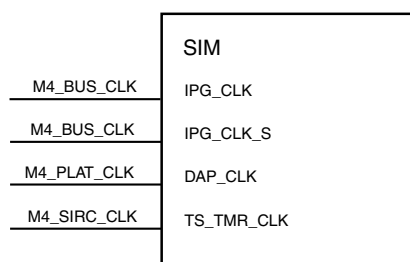 SIM
M4_BUS_CLK IPG_CLK
M4_BUS_CLK IPG_CLK_S
M4_PLAT_CLK DAP_CLK
M4_SIRC_CLK TS_TMR_CLK